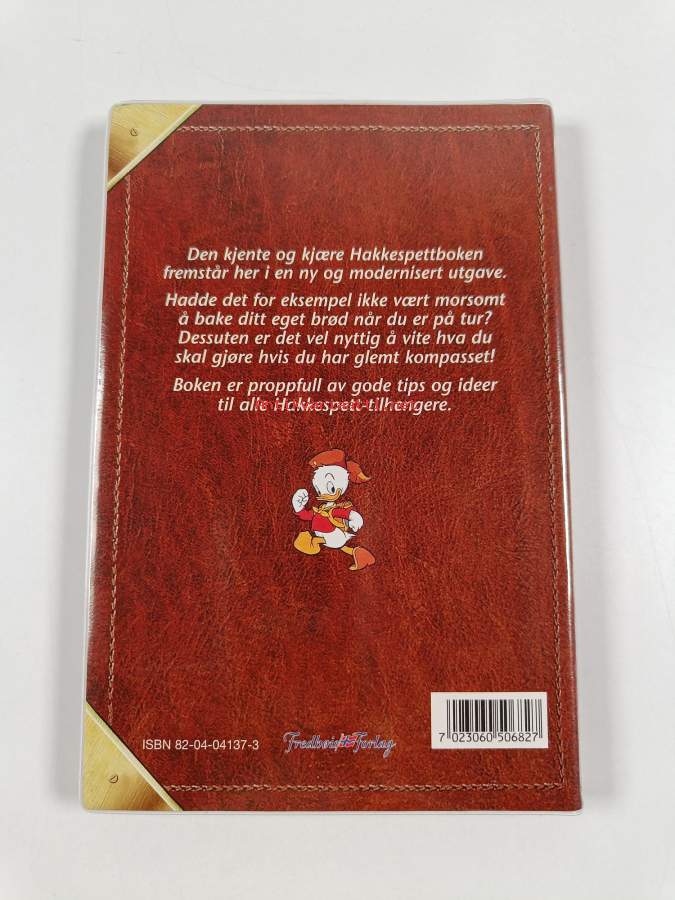 Den kjente og kjære Hakkespettboken
fremstår her i en ny og modernisert utgave.
Hadde det for eksempel ikke vært morsomt
å bake ditt eget brød når du er på tur?
Dessuten er det vel nyttig å vite hva du
skal gjøre hvis du har glemt kompasset!
Boken er proppfull av gode tips og ideer
til alle Hakkespett-tilhengere.
ISBN 82-04-04137-3
Fredhøis Forlag
7 023060 506827